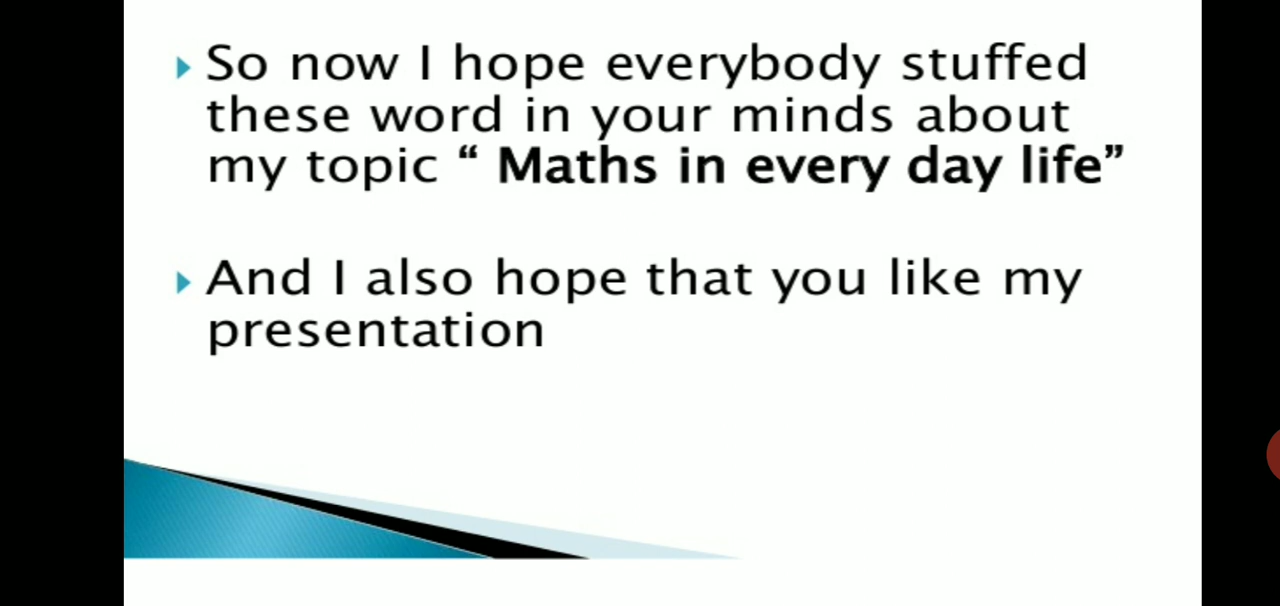 So now I hope everybody stuffed
these word in your minds about
my topic “ Maths in every day life”
And I also hope that you like my
presentation